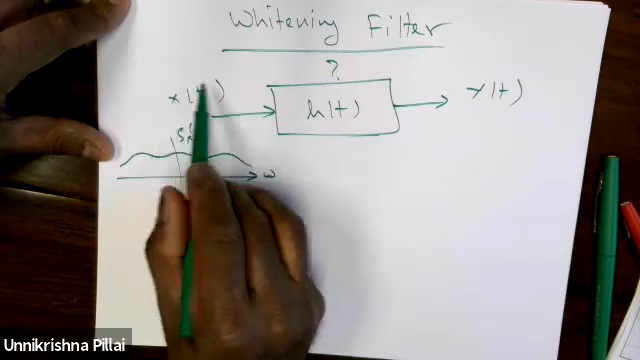 Whitening Filter
?
x(t) h(t) Y(t)
ω
Unnikrishna Pillai